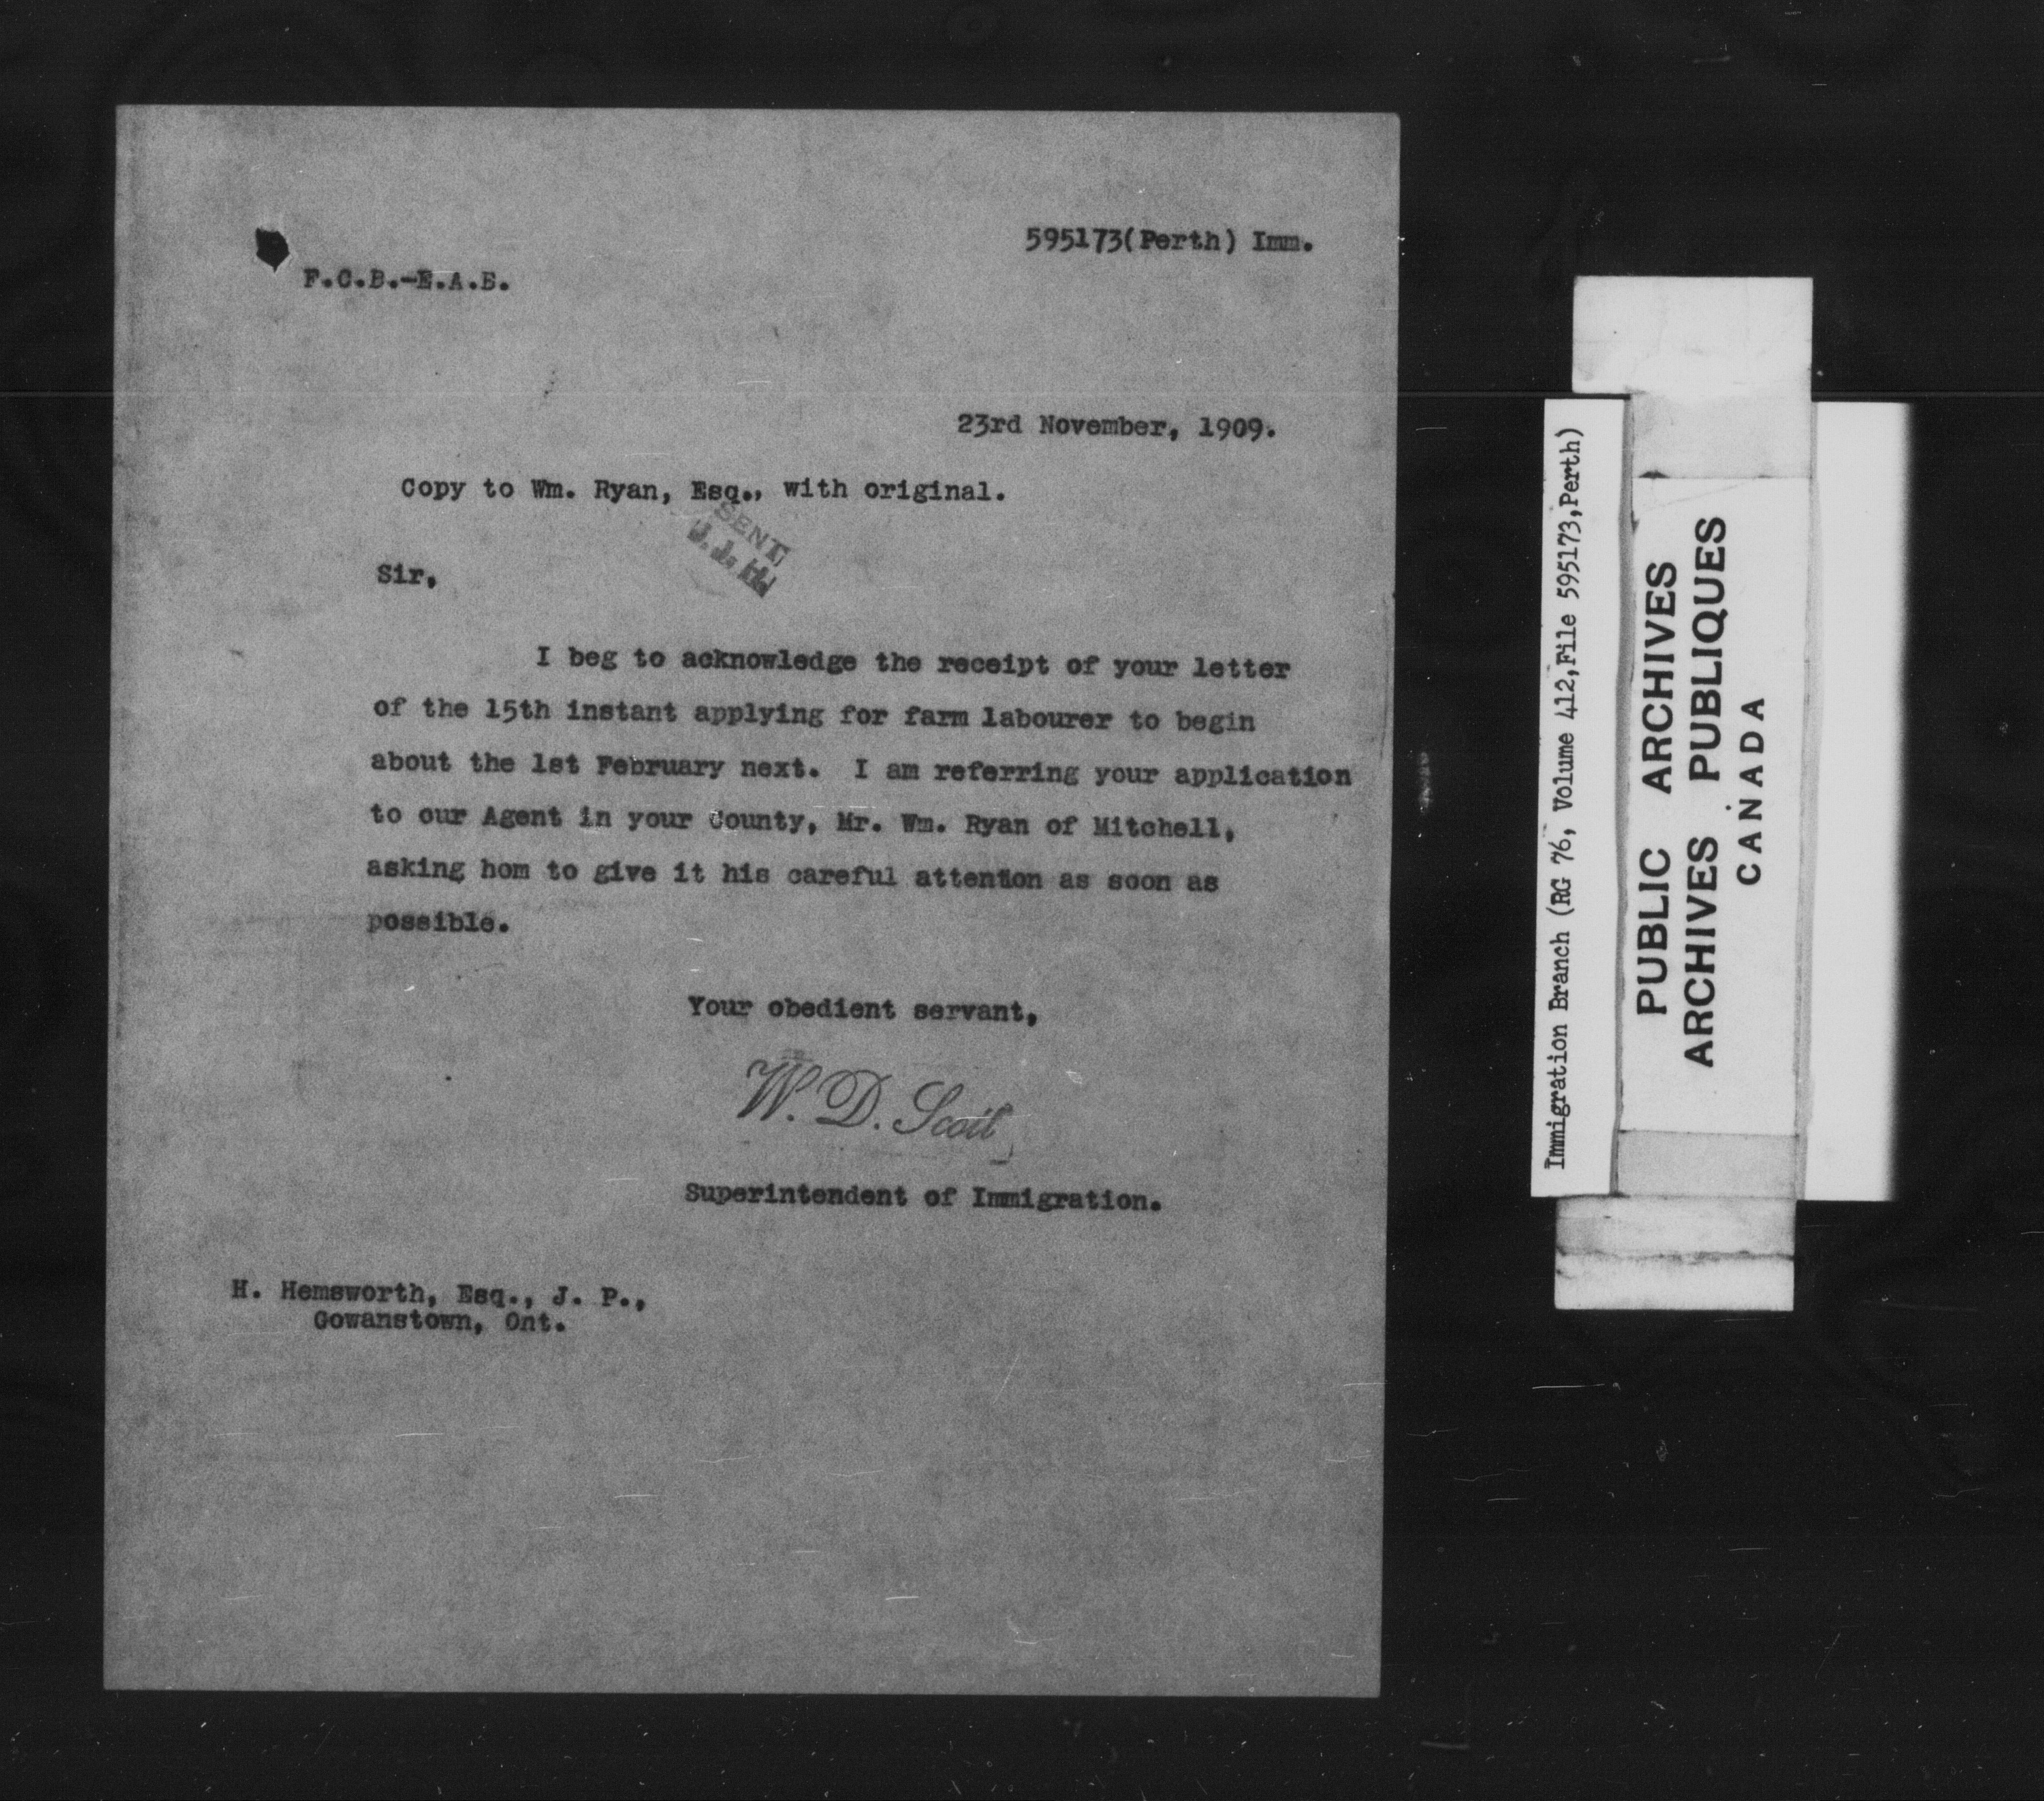 595173(Perth) Imm.
F.C.B.-E.A.B.
23rd November, 1909.
Copy to Wm. Ryan, Esq., with original.
SENT
J.J.H.
Sir,
I beg to acknowledge the receipt of your letter
of the 15th instant applying for farm labourer to begin
about the 1st February next. I am referring your application
to our Agent in your County, Mr. Wm. Ryan of Mitchell,
asking hom to give it his careful attention as soon as
possible.
Your obedient servant,
W. D. Scott
Superintendent of Immigration.
H. Hemsworth, Esq., J. P.,
Gowanstown, Ont.
Immigration Branch (RG 76, Volume 412,File 595173,Perth)
PUBLIC ARCHIVES
ARCHIVES PUBLIQUES
CANADA